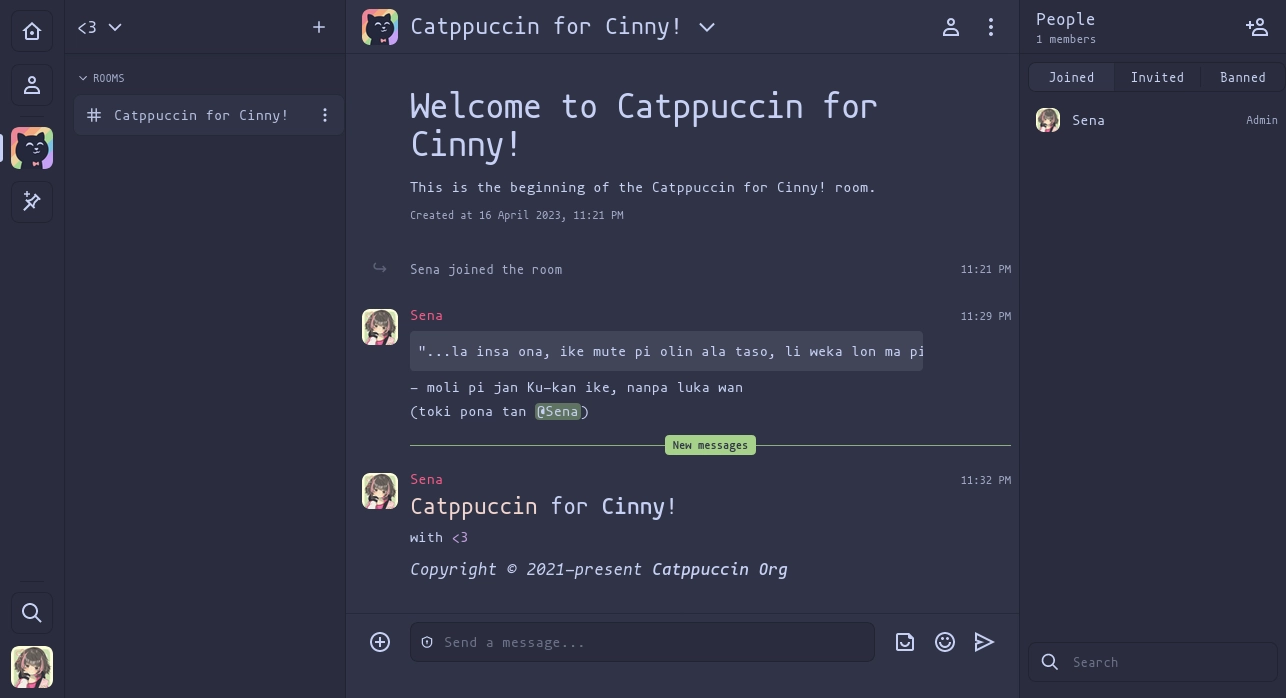 <3
ROOMS
Catppuccin for Cinny!
Catppuccin for Cinny!
Welcome to Catppuccin for
Cinny!
This is the beginning of the Catppuccin for Cinny! room.
Created at 16 April 2023, 11:21 PM
Sena joined the room 11:21 PM
Sena 11:29 PM
"...la insa ona, ike mute pi olin ala taso, li weka lon ma pi
— moli pi jan Ku—kan ike, nanpa luka wan
(toki pona tan @Sena)
New messages
Sena 11:32 PM
Catppuccin for Cinny!
with <3
Copyright © 2021—present Catppuccin Org
Send a message...
People
1 members
Joined Invited Banned
Sena Admin
Search